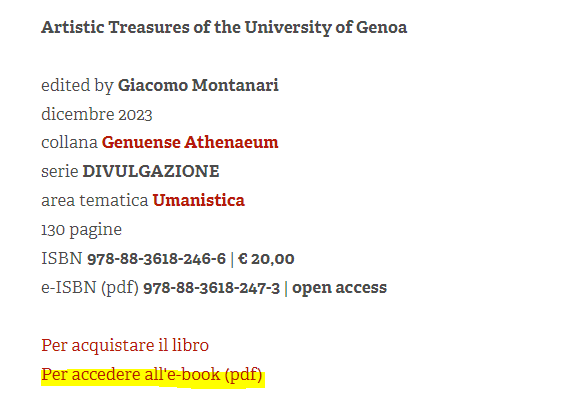 Artistic Treasures of the University of Genoa
edited by Giacomo Montanari
dicembre 2023
collana Genuense Athenaeum
serie DIVULGAZIONE
area tematica Umanistica
130 pagine
ISBN 978-88-3618-246-6 | € 20,00
e-ISBN (pdf) 978-88-3618-247-3 | open access
Per acquistare il libro
Per accedere all'e-book (pdf)